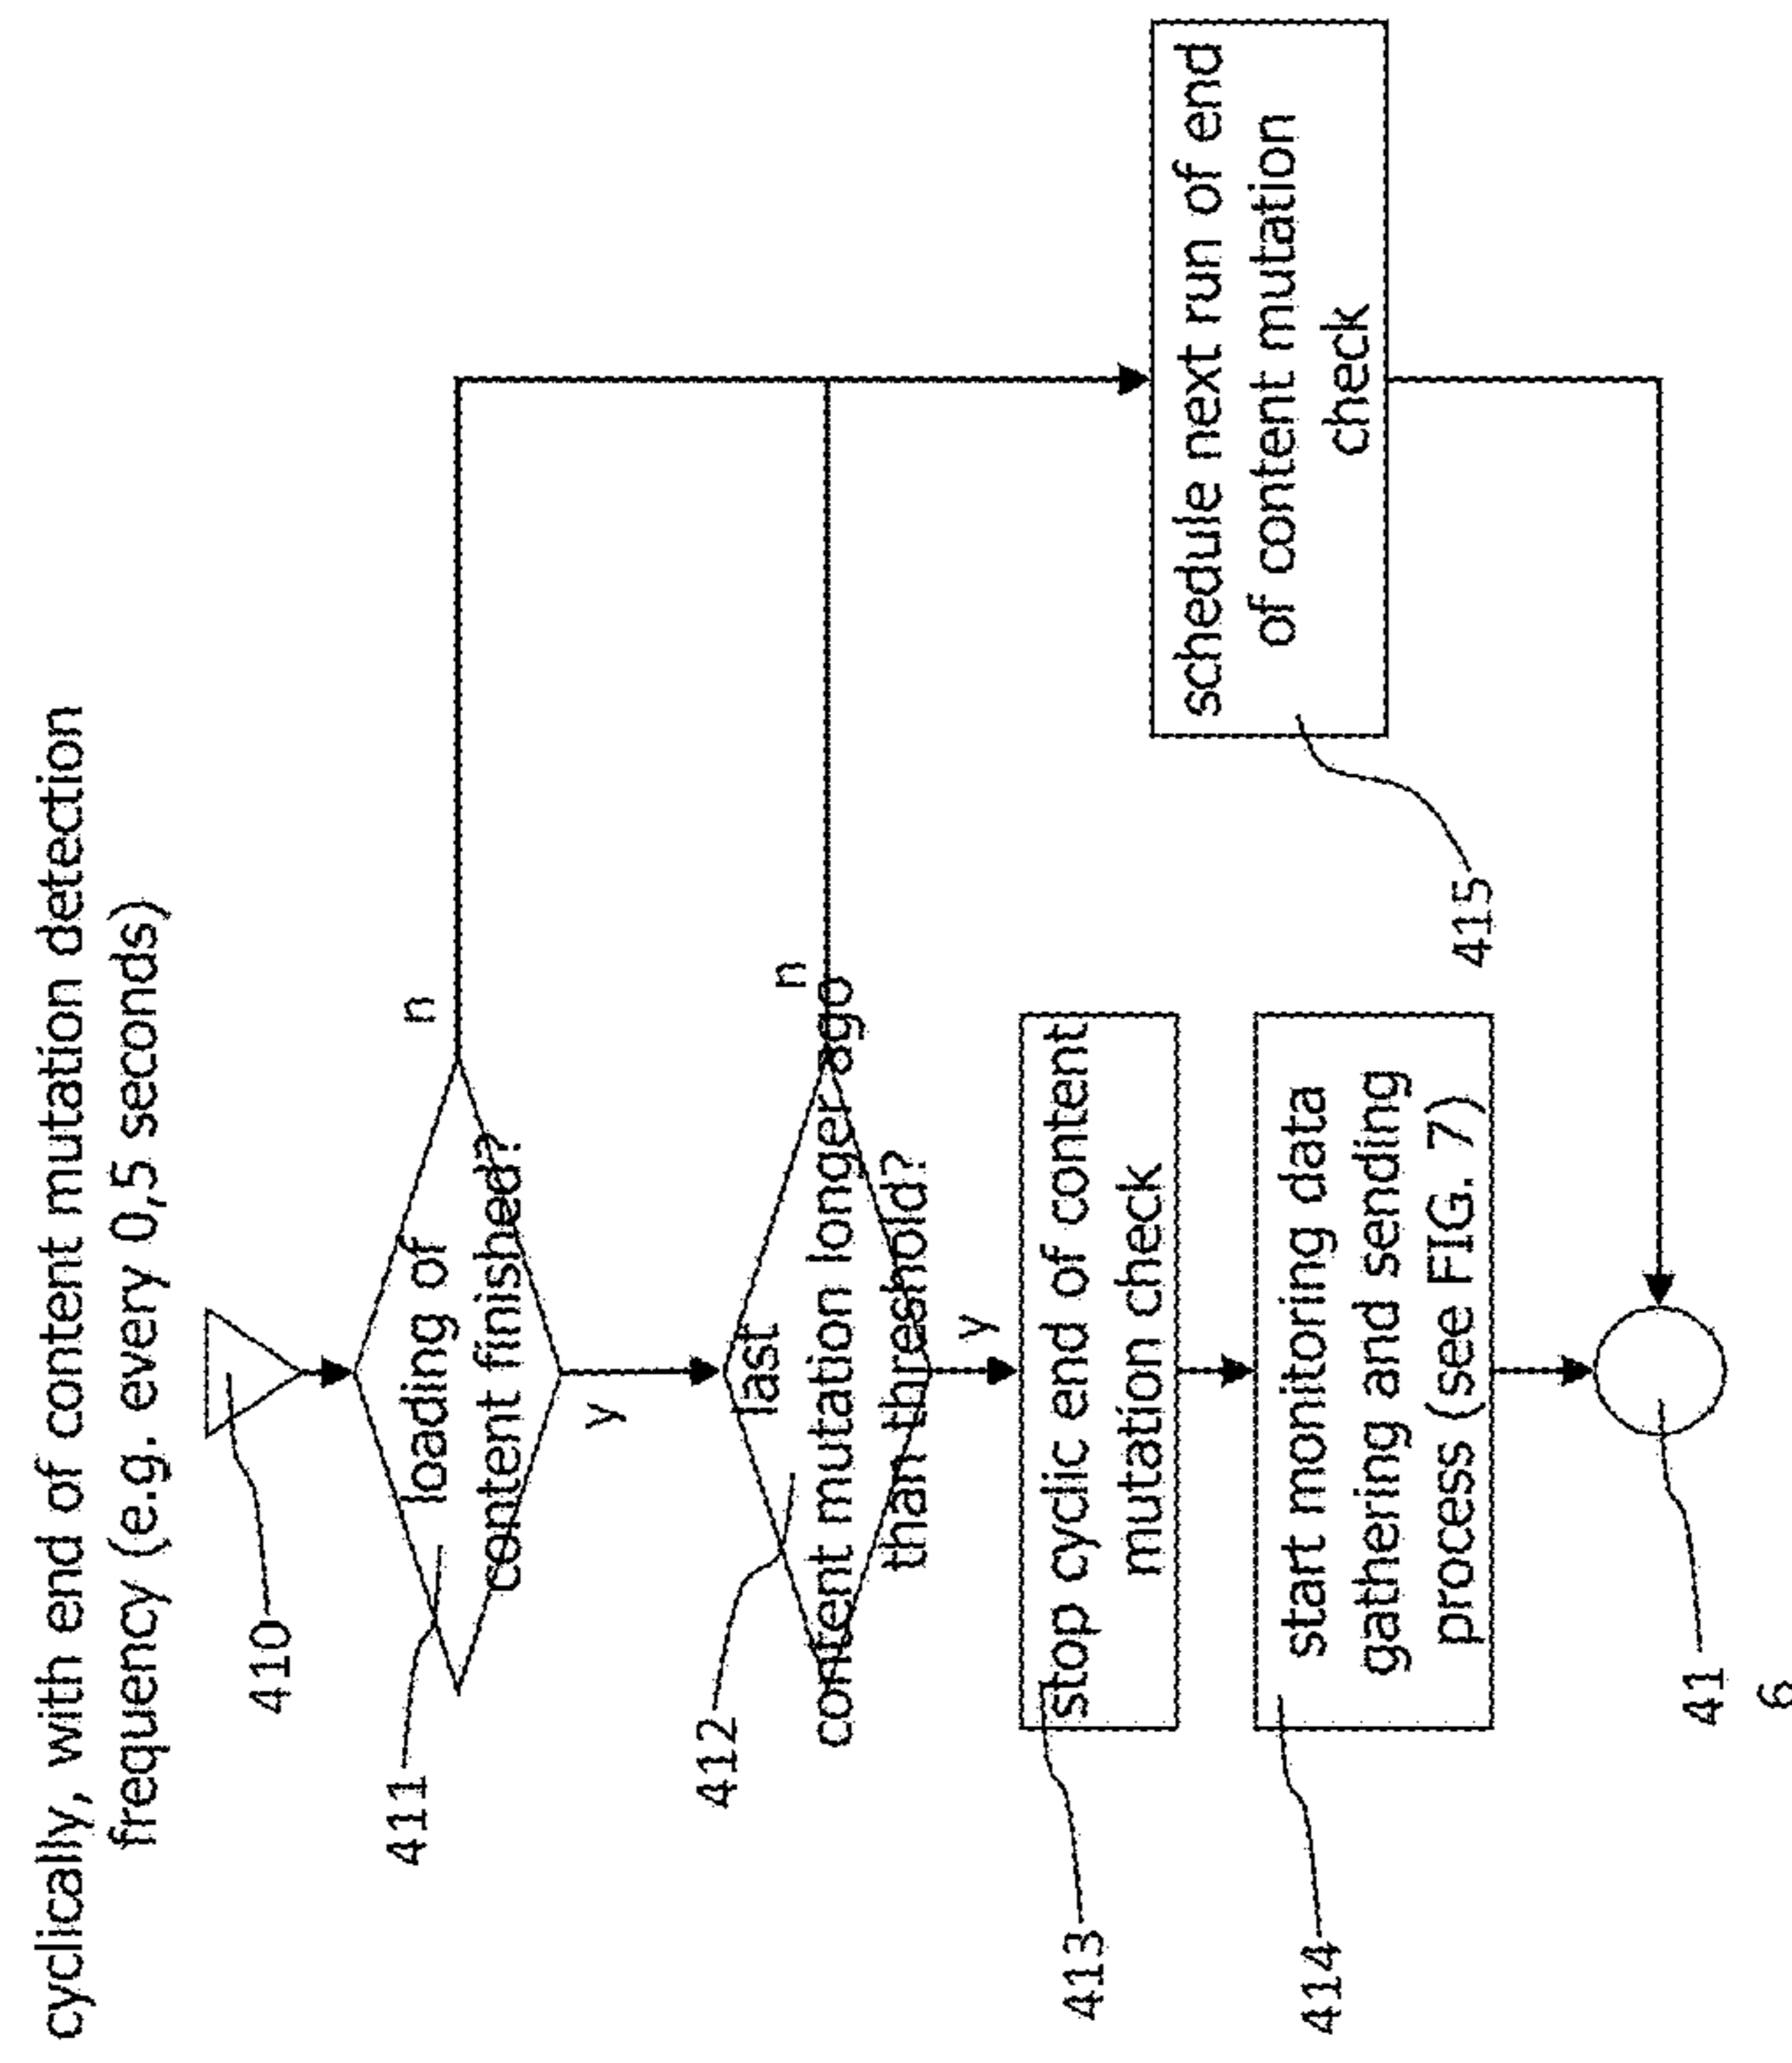 cyclically, with end of content mutation detection
frequency (e.g. every 0,5 seconds)
410
411
loading of
content finished?
n
y
412
last
content mutation longer ago
than threshold?
n
y
413
stop cyclic end of content
mutation check
414
start monitoring data
gathering and sending
process (see FIG. 7)
schedule next run of end
of content mutation
check
415
41
6